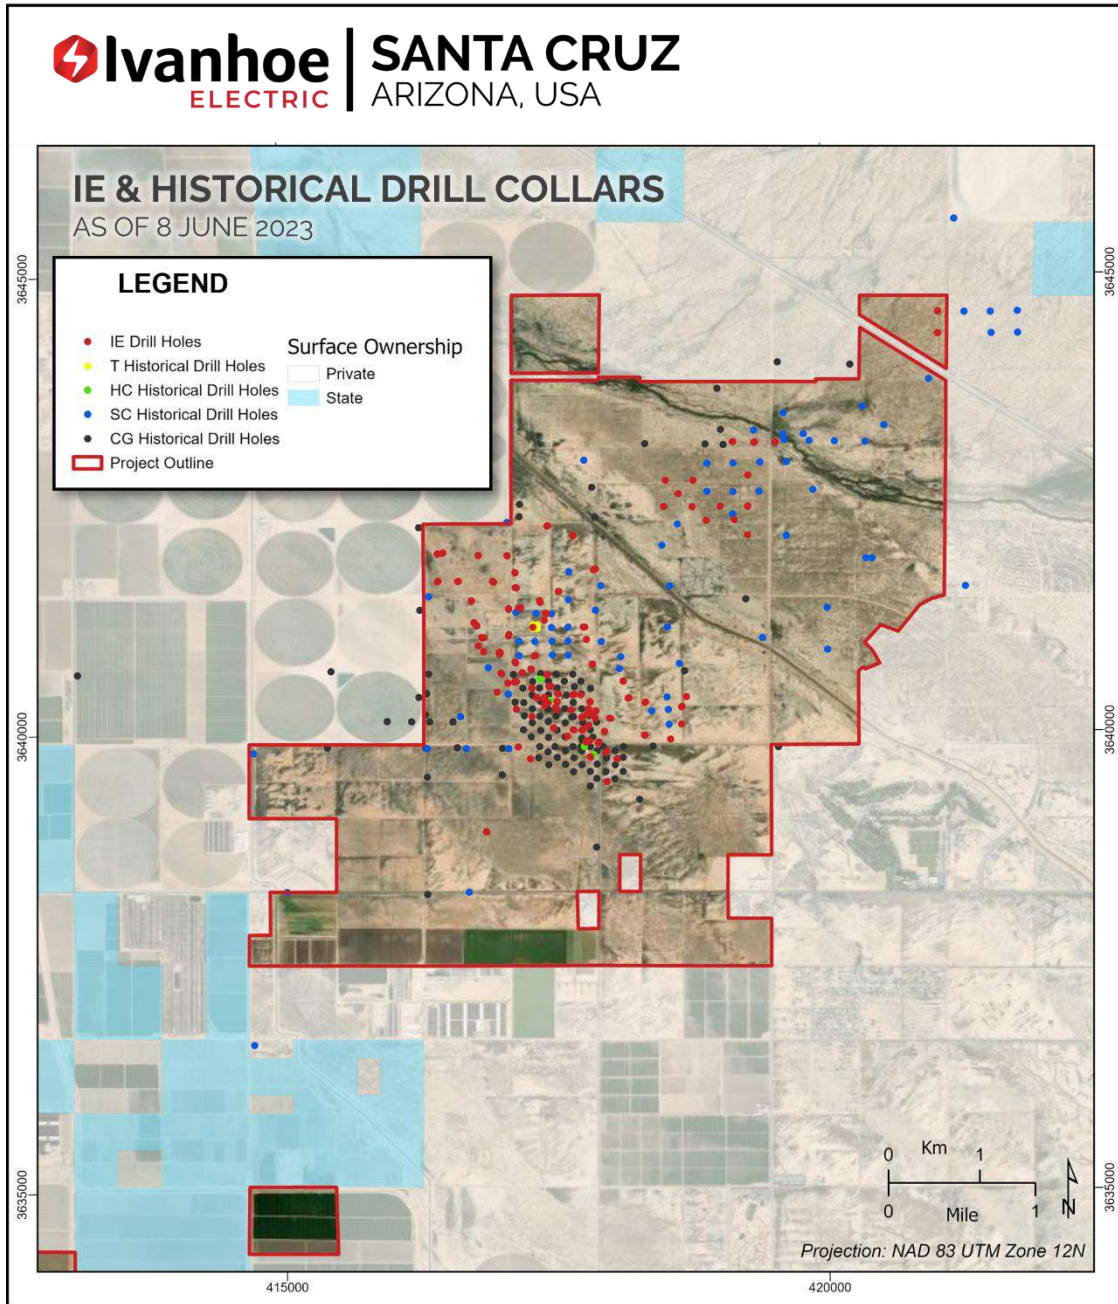 Ivanhoe
ELECTRIC
SANTA CRUZ
ARIZONA, USA
IE & HISTORICAL DRILL COLLARS
AS OF 8 JUNE 2023
LEGEND
IE Drill Holes
T Historical Drill Holes
HC Historical Drill Holes
SC Historical Drill Holes
CG Historical Drill Holes
Project Outline
Surface Ownership
Private
State
3645000
3645000
3640000
3640000
3635000
3635000
0 Km 1
0 Mile 1
N
Projection: NAD 83 UTM Zone 12N
415000
420000